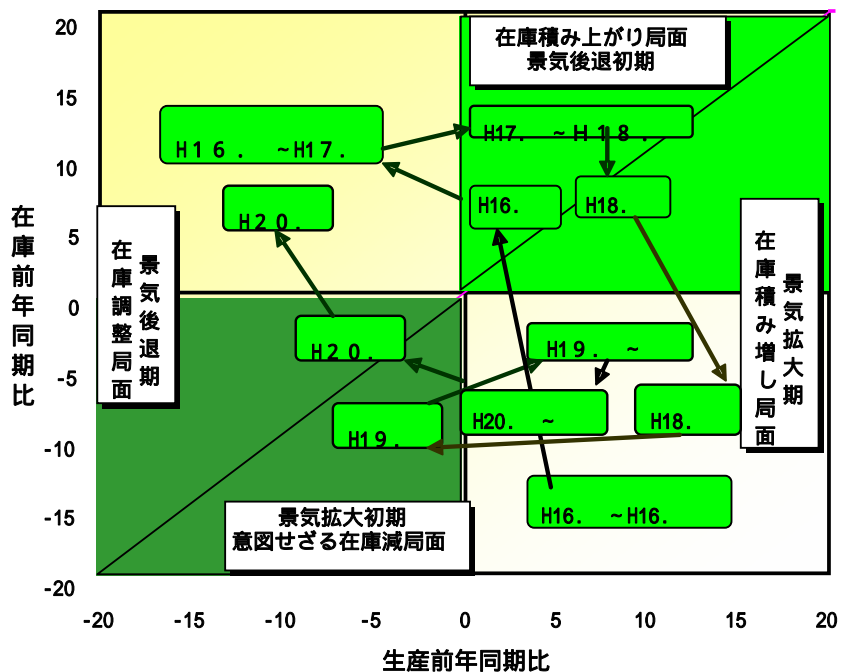 20
15
10
5
0
-5
-10
-15
-20
在庫前年同期比
在庫積み上がり局面
景気後退初期
H16.　~H17.
H17.　~H18.
H20.
H16.
H18.
景気後退期
在庫調整局面
景気拡大期
在庫積み増し局面
H20.
H19.　~
H19.
H20.　~
H18.
H16.　~H16.
景気拡大初期
意図せざる在庫減局面
-20
-15
-10
-5
0
5
10
15
20
生産前年同期比